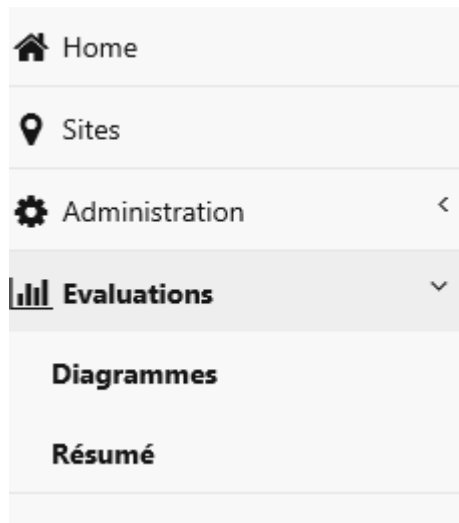 Home
Sites
Administration
Evaluations
Diagrammes
Résumé